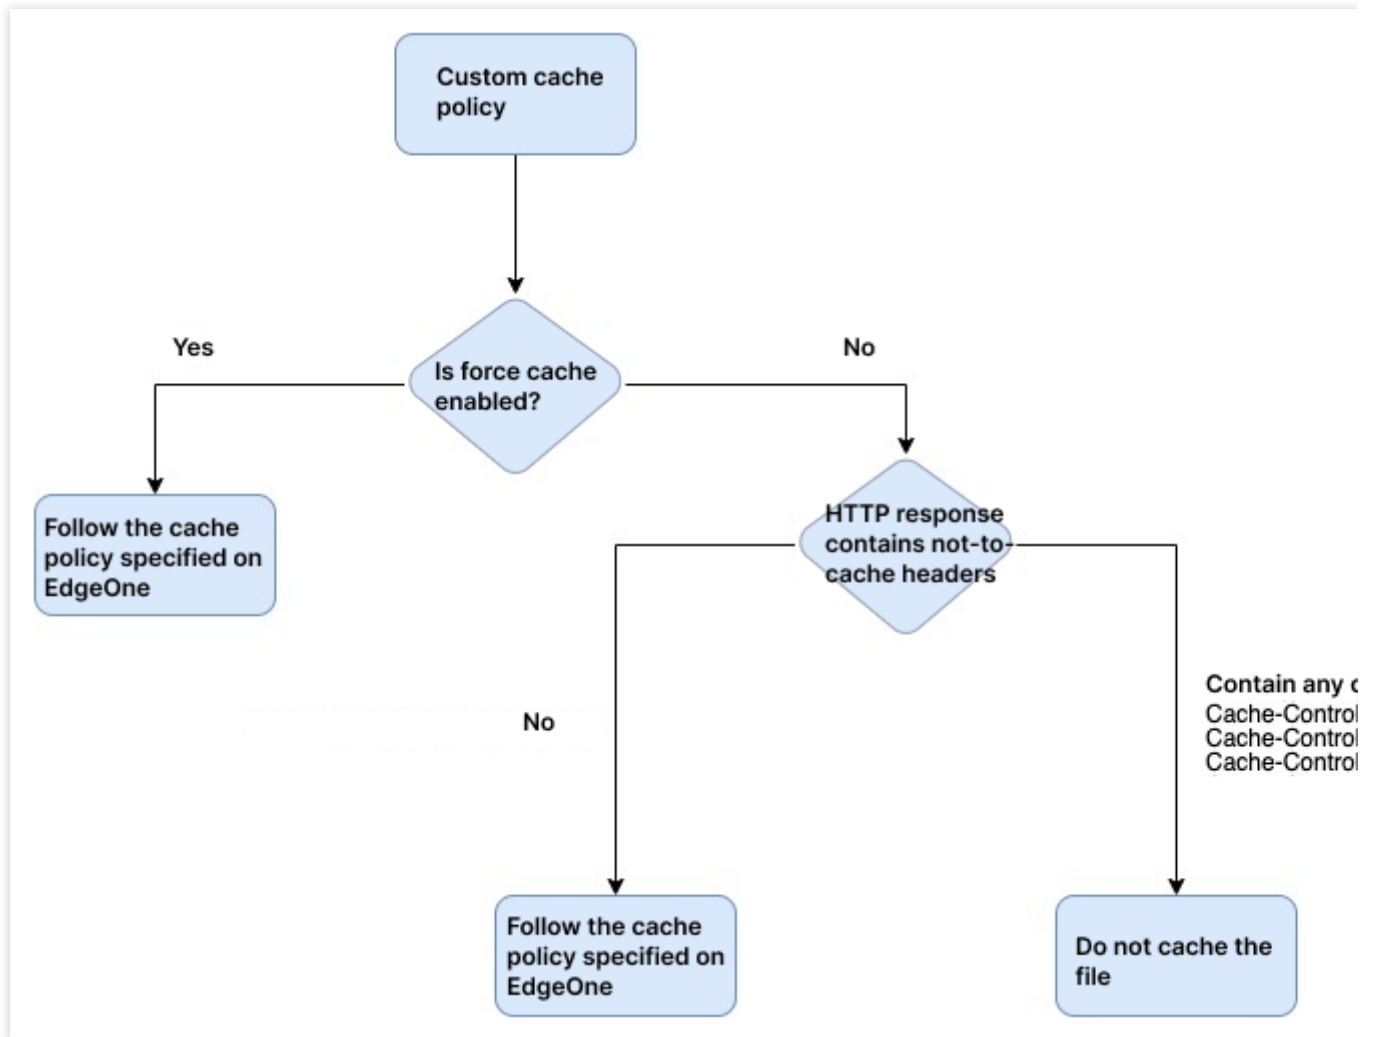 Custom cache
policy
Yes
No
Is force cache
enabled?
Follow the cache
policy specified on
EdgeOne
HTTP response
contains not-to-
cache headers
No
Contain any
Cache-Control
Cache-Control
Cache-Control
Follow the cache
policy specified on
EdgeOne
Do not cache the
file